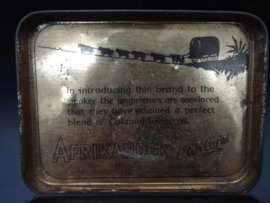 In introducing this brand to the
smoker the proprietors are convinced
that they have attained a perfect
blend of Colonial Tobaccos.
AFRIKANDER